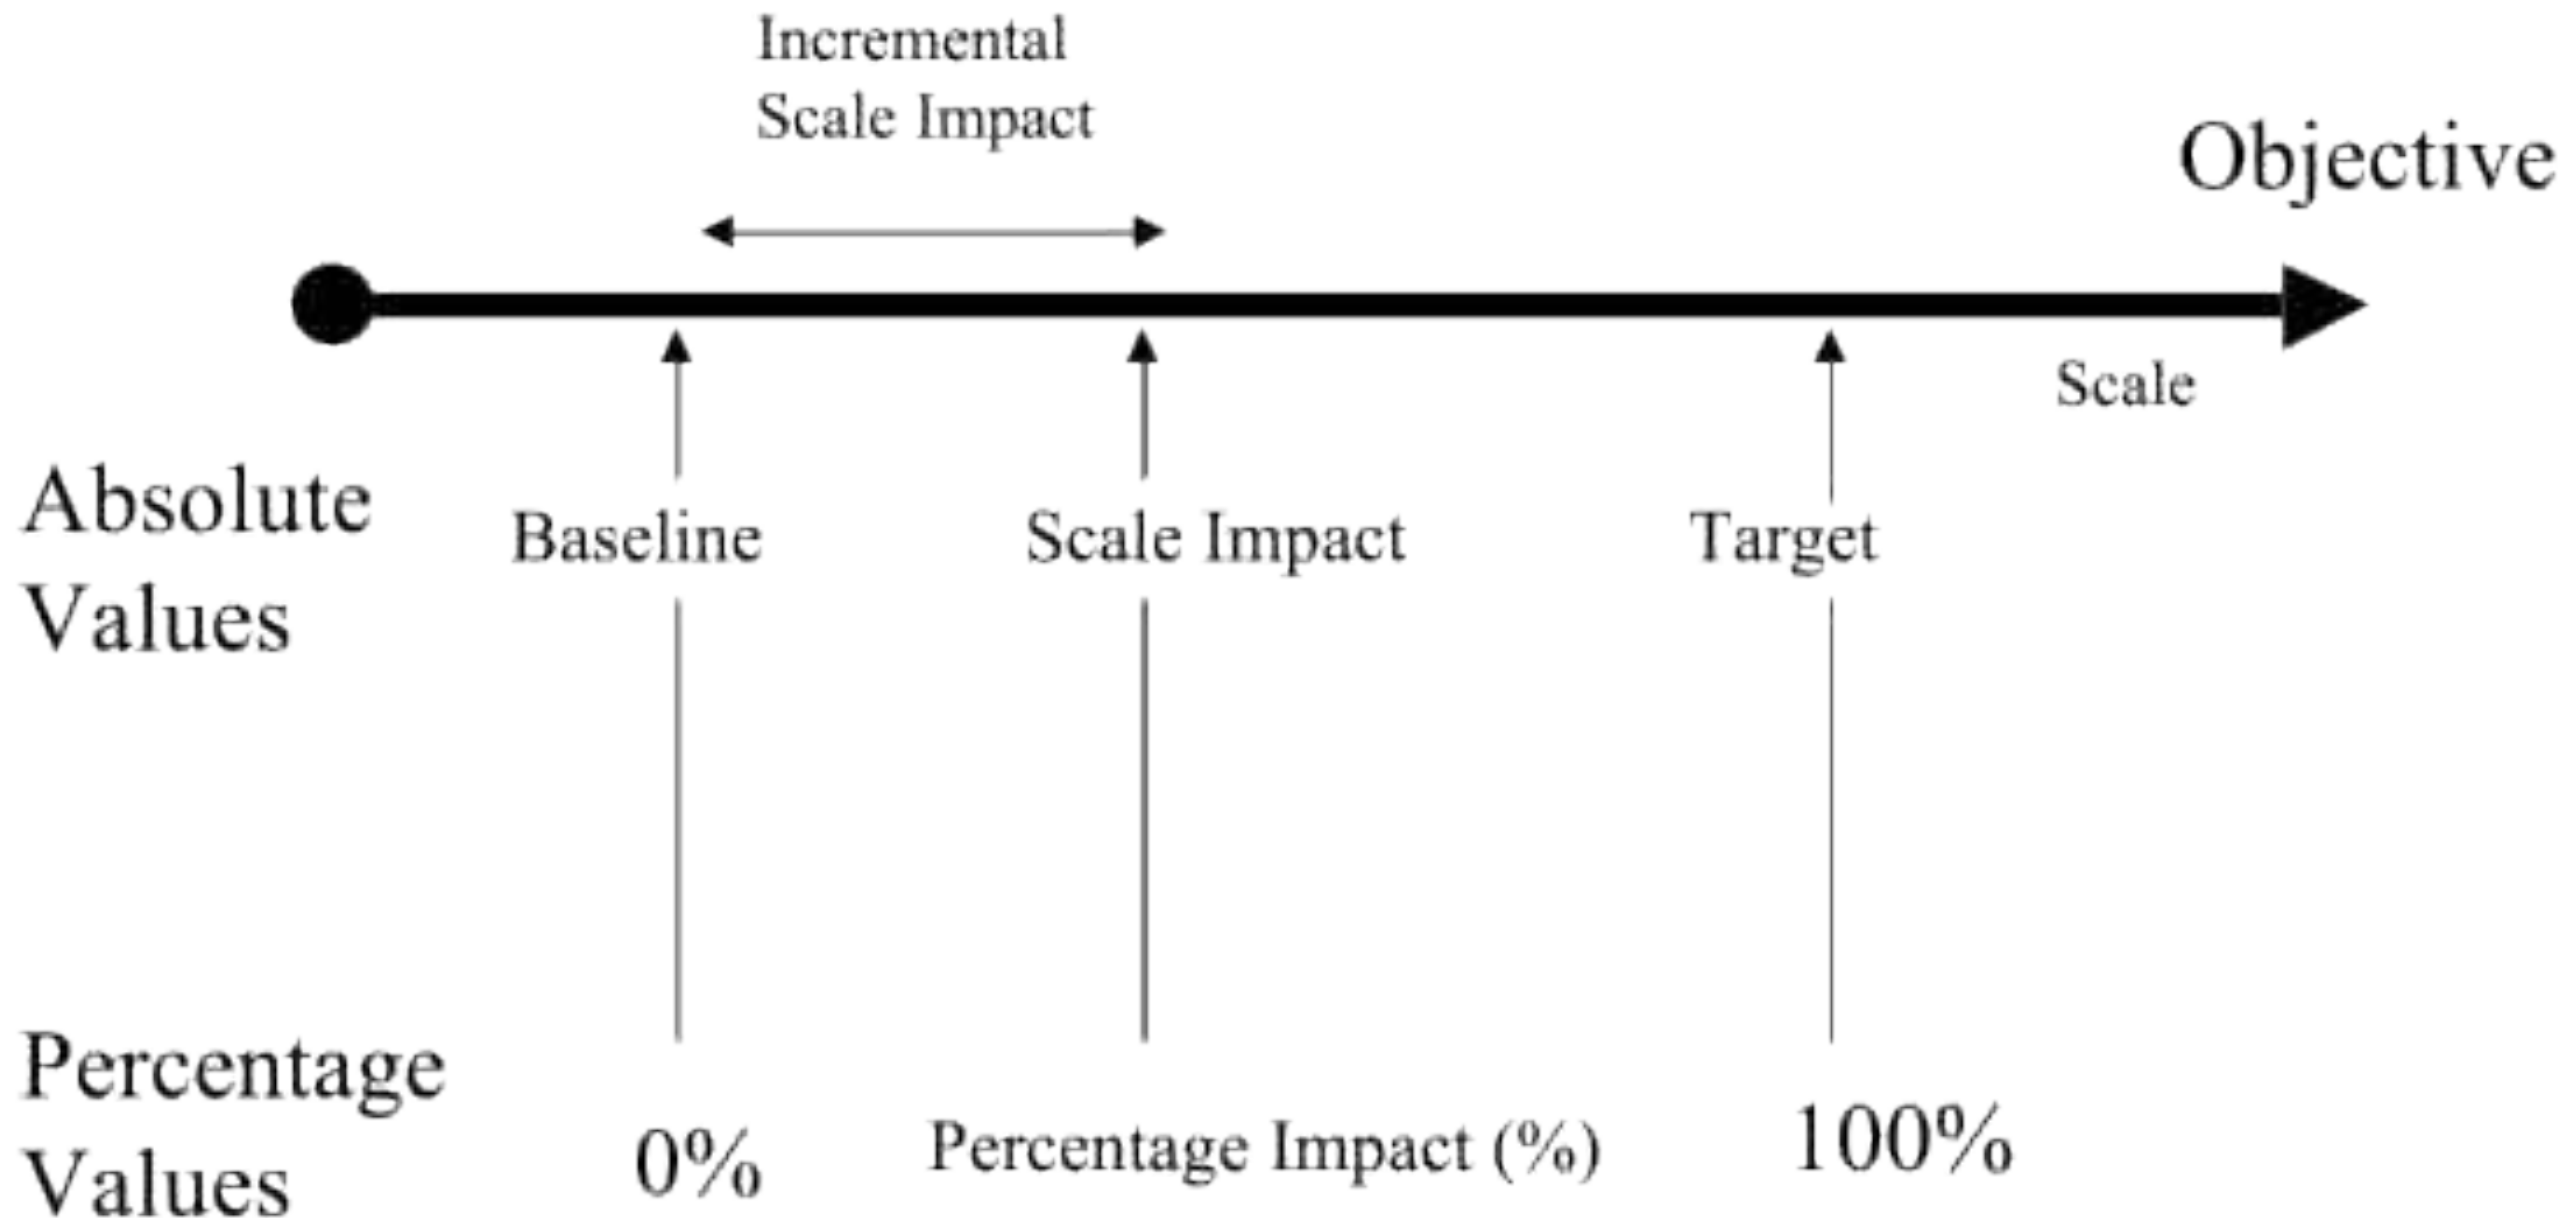 Incremental
Scale Impact
Objective
Scale
Absolute
Values
Baseline
Scale Impact
Target
Percentage
Values
0%
Percentage Impact (%)
100%